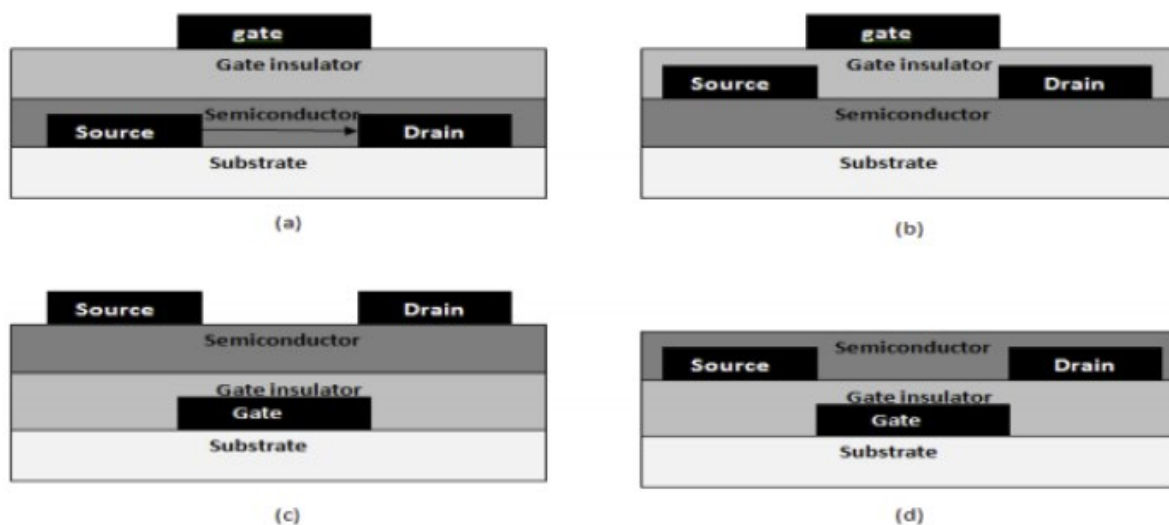 gate
gate
Gate insulator
Gate insulator
Source
Drain
Semiconductor
Source
Semiconductor
Drain
Semiconductor
Substrate
Substrate
(a)
(b)
Source
Drain
Semiconductor
Semiconductor
Source
Drain
Gate insulator
Gate insulator
Gate
Gate
Substrate
Substrate
(c)
(d)